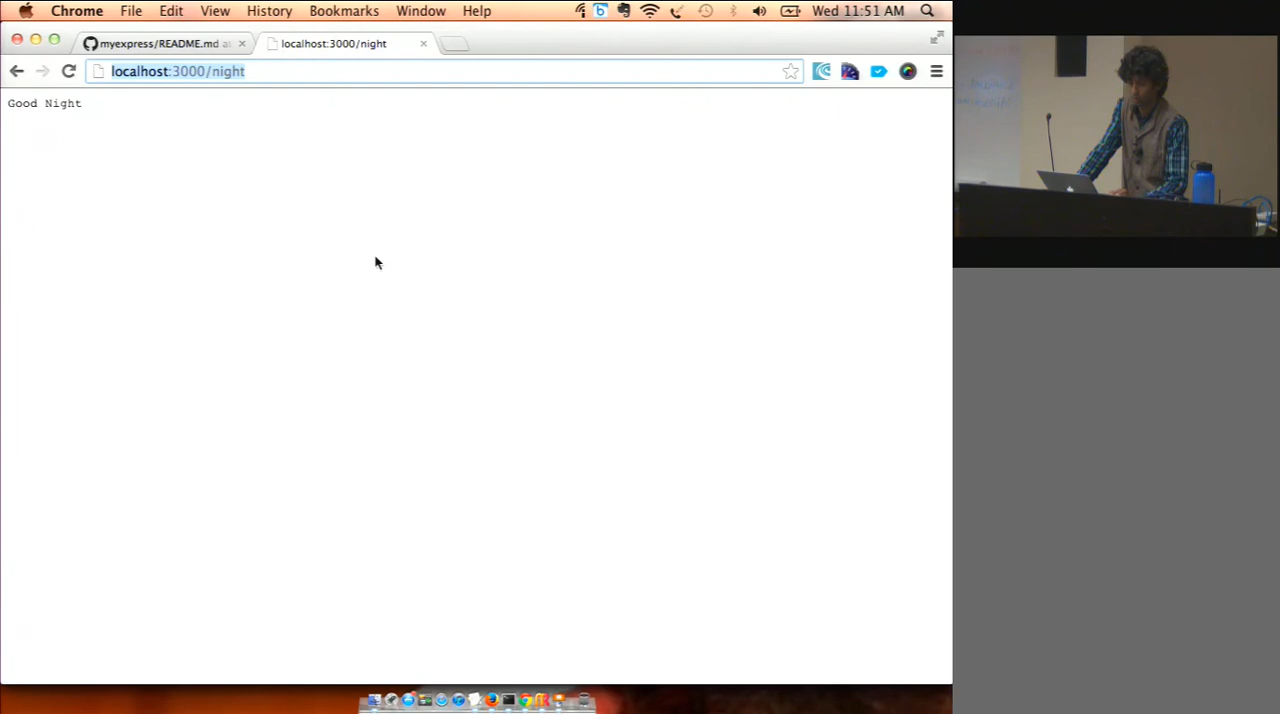 Chrome File Edit View History Bookmarks Window Help Wed 11:51 AM
myexpress/README.md localhost:3000/night
localhost:3000/night
Good Night